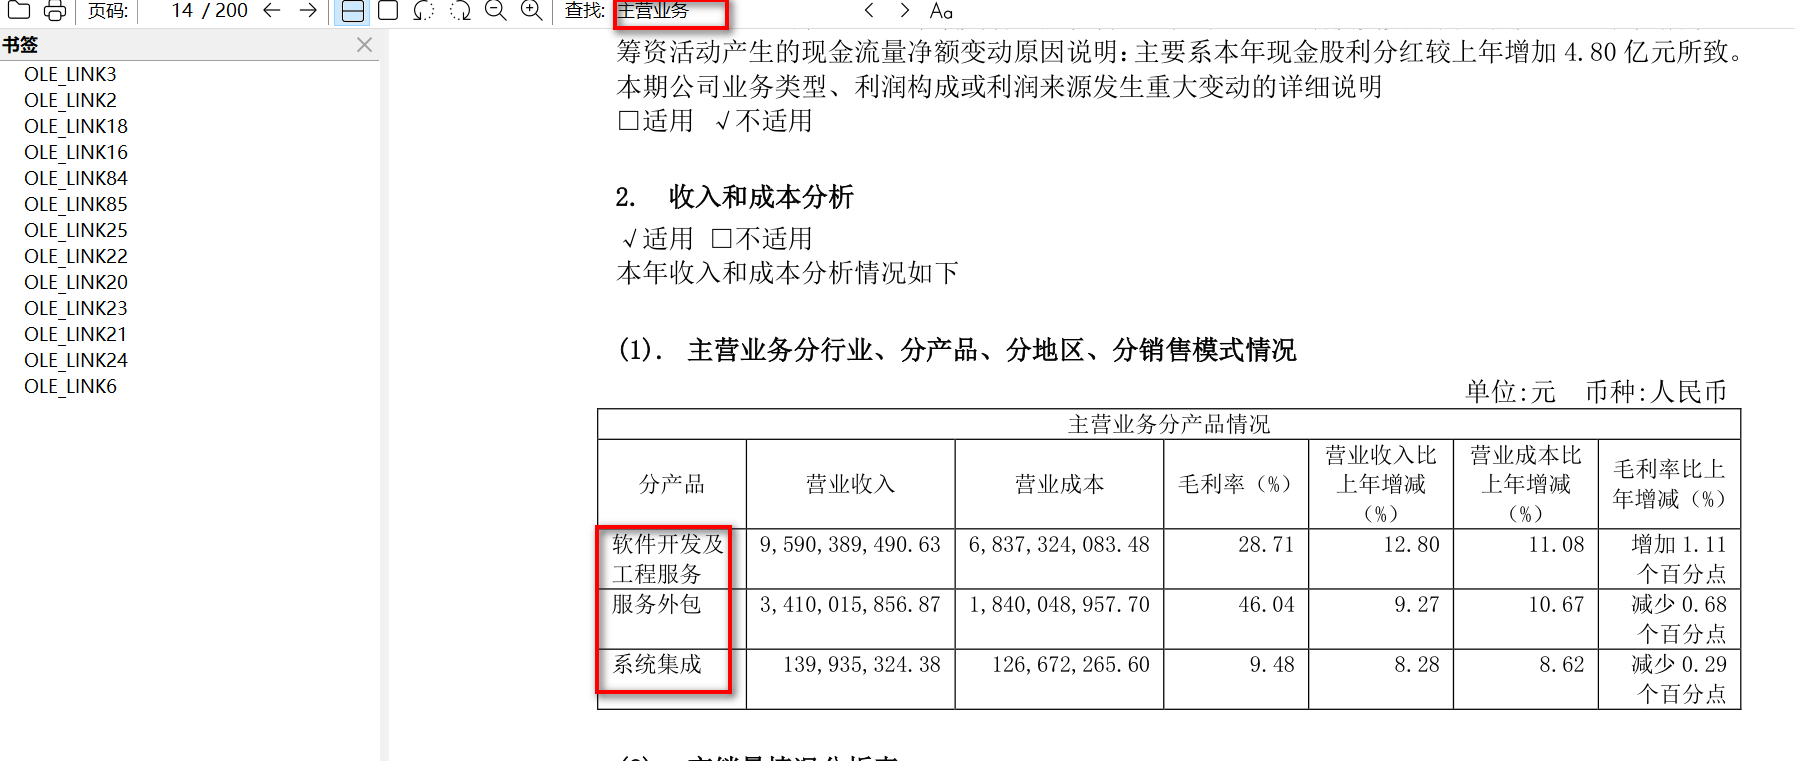 页码: 14 / 200 查找: 主营业务 Aa
书签
OLE_LINK3
OLE_LINK2
OLE_LINK18
OLE_LINK16
OLE_LINK84
OLE_LINK85
OLE_LINK25
OLE_LINK22
OLE_LINK20
OLE_LINK23
OLE_LINK21
OLE_LINK24
OLE_LINK6
筹资活动产生的现金流量净额变动原因说明:主要系本年现金股利分红较上年增加 4.80 亿元所致。
本期公司业务类型、利润构成或利润来源发生重大变动的详细说明
□适用 √不适用
2. 收入和成本分析
√适用 □不适用
本年收入和成本分析情况如下
(1). 主营业务分行业、分产品、分地区、分销售模式情况
单位:元 币种:人民币
主营业务分产品情况
分产品 营业收入 营业成本 毛利率(%) 营业收入比上年增减(%) 营业成本比上年增减(%) 毛利率比上年增减(%)
软件开发及工程服务 9,590,389,490.63 6,837,324,083.48 28.71 12.80 11.08 增加 1.11 个百分点
服务外包 3,410,015,856.87 1,840,048,957.70 46.04 9.27 10.67 减少 0.68 个百分点
系统集成 139,935,324.38 126,672,265.60 9.48 8.28 8.62 减少 0.29 个百分点